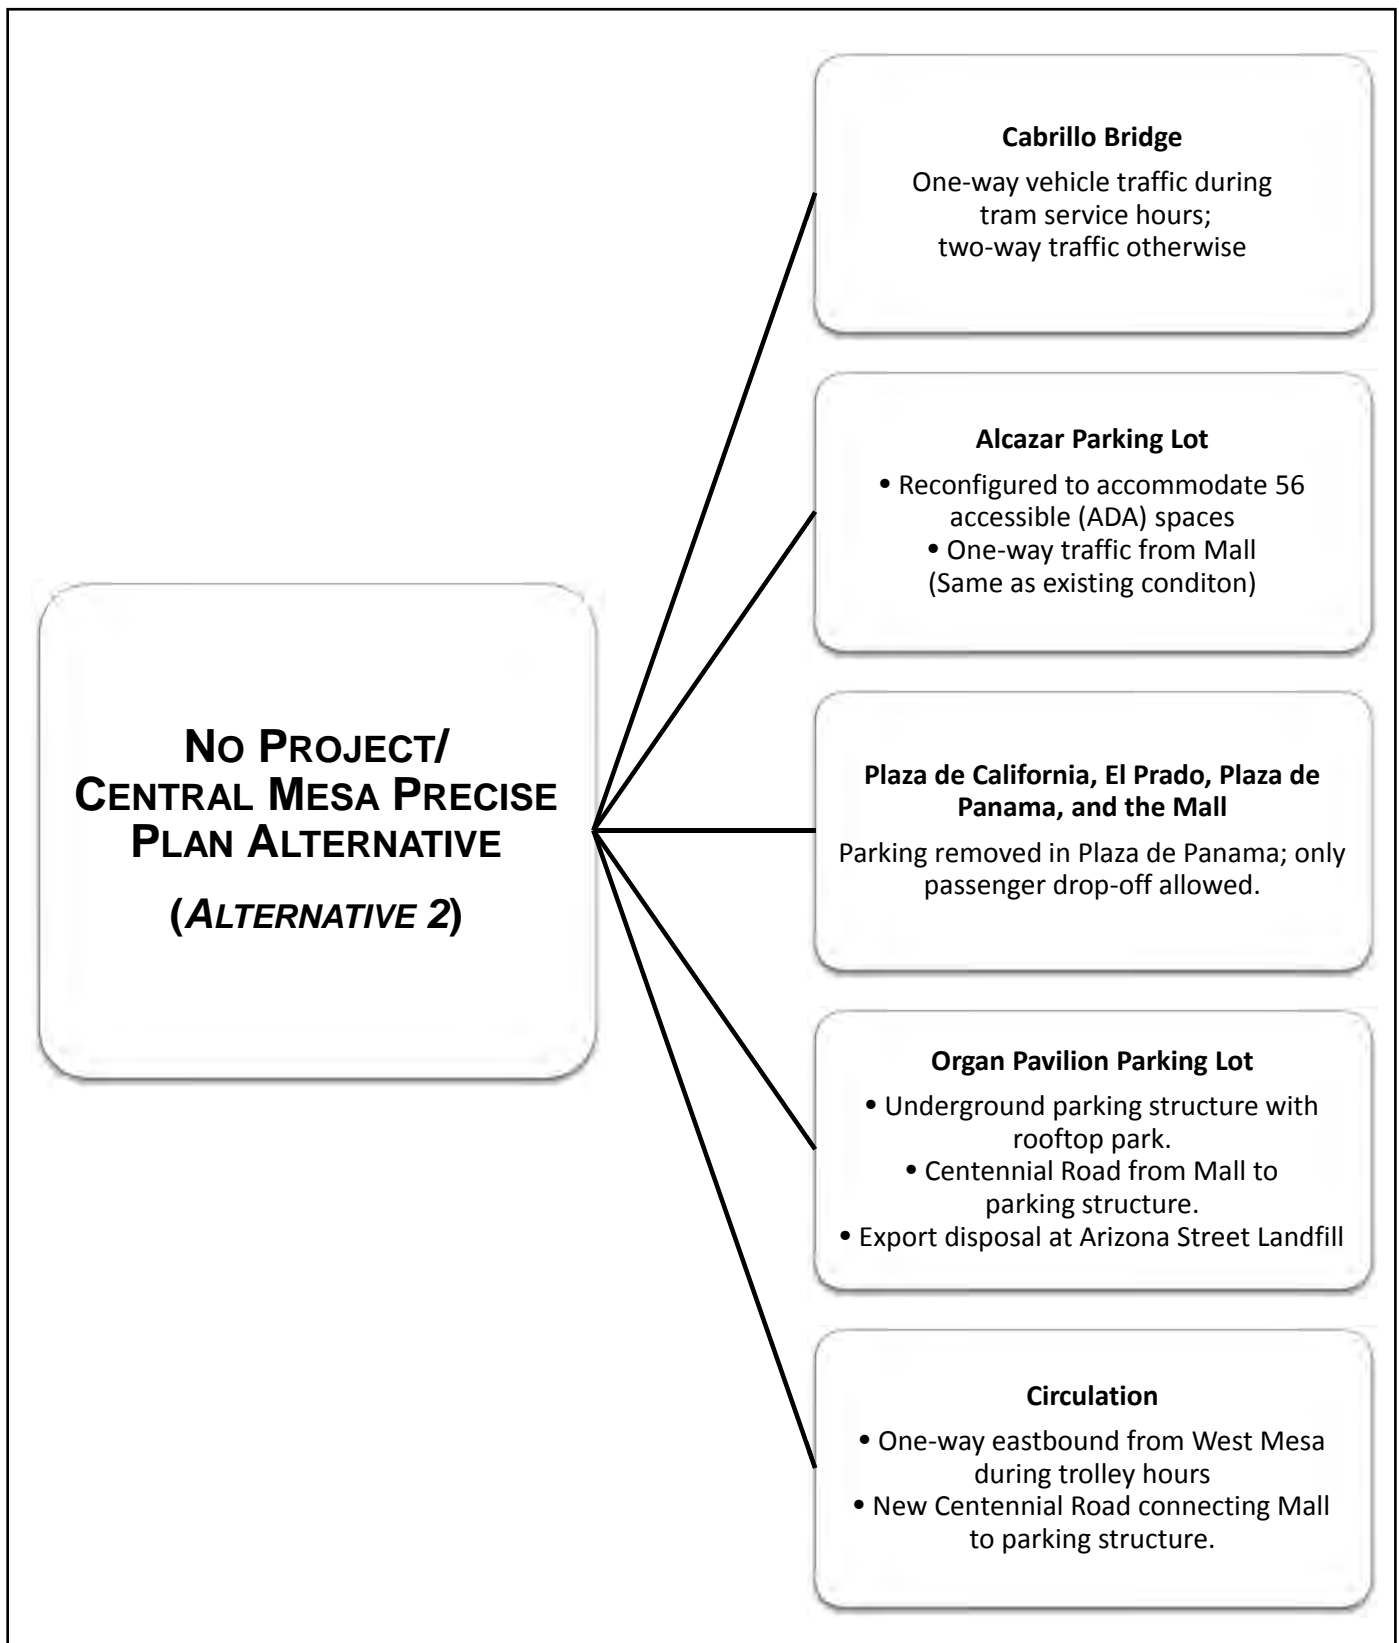 NO PROJECT/
CENTRAL MESA PRECISE
PLAN ALTERNATIVE
(ALTERNATIVE 2)
Cabrillo Bridge
One-way vehicle traffic during
tram service hours;
two-way traffic otherwise
Alcazar Parking Lot
• Reconfigured to accommodate 56
accessible (ADA) spaces
• One-way traffic from Mall
(Same as existing conditon)
Plaza de California, El Prado, Plaza de
Panama, and the Mall
Parking removed in Plaza de Panama; only
passenger drop-off allowed.
Organ Pavilion Parking Lot
• Underground parking structure with
rooftop park.
• Centennial Road from Mall to
parking structure.
• Export disposal at Arizona Street Landfill
Circulation
• One-way eastbound from West Mesa
during trolley hours
• New Centennial Road connecting Mall
to parking structure.